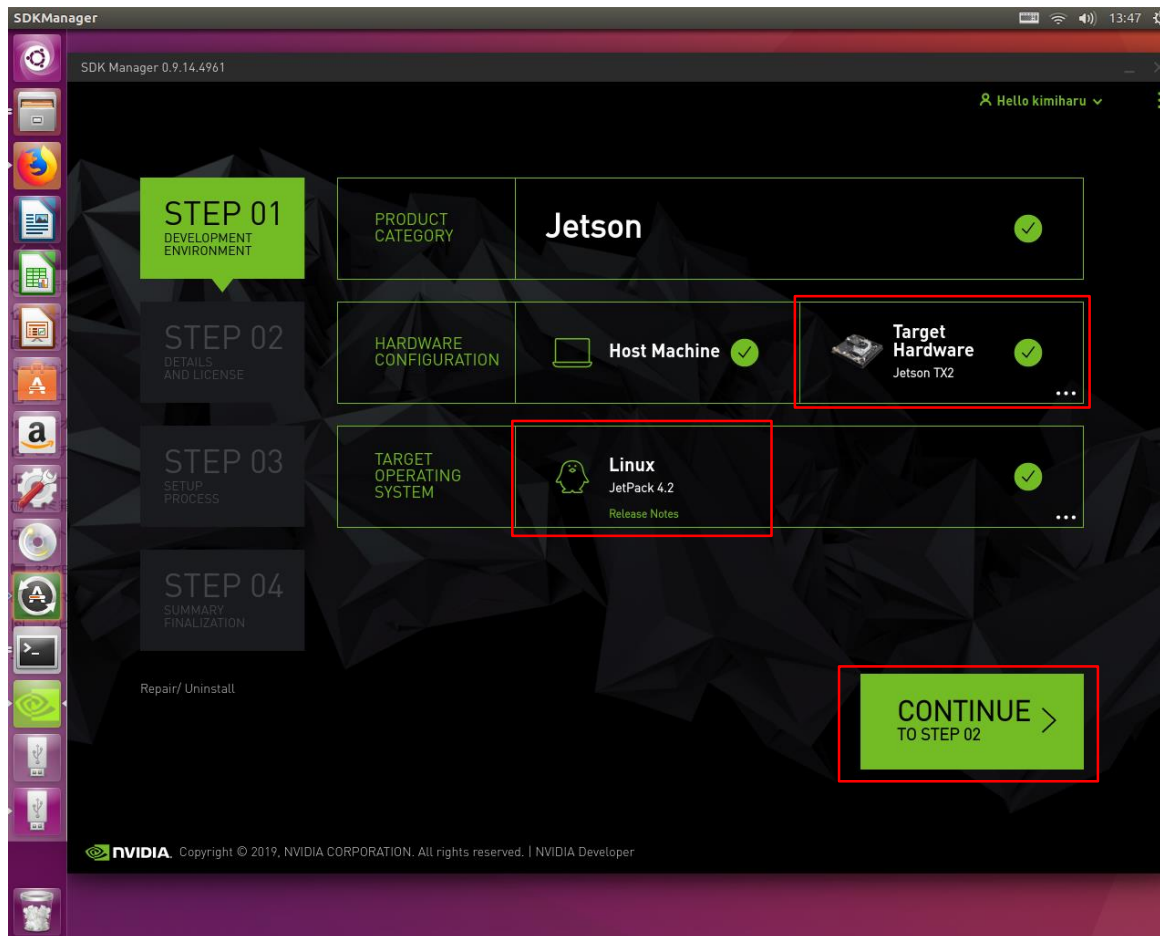 SDKManager
13:47
SDK Manager 0.9.14.4961
Hello kimiharu
STEP 01
DEVELOPMENT
ENVIRONMENT
PRODUCT
CATEGORY
Jetson
STEP 02
DETAILS
AND LICENSE
HARDWARE
CONFIGURATION
Host Machine
Target
Hardware
Jetson TX2
...
STEP 03
SETUP
PROCESS
TARGET
OPERATING
SYSTEM
Linux
JetPack 4.2
Release Notes
...
STEP 04
SUMMARY
FINALIZATION
Repair/ Uninstall
CONTINUE >
TO STEP 02
NVIDIA. Copyright © 2019, NVIDIA CORPORATION. All rights reserved. | NVIDIA Developer